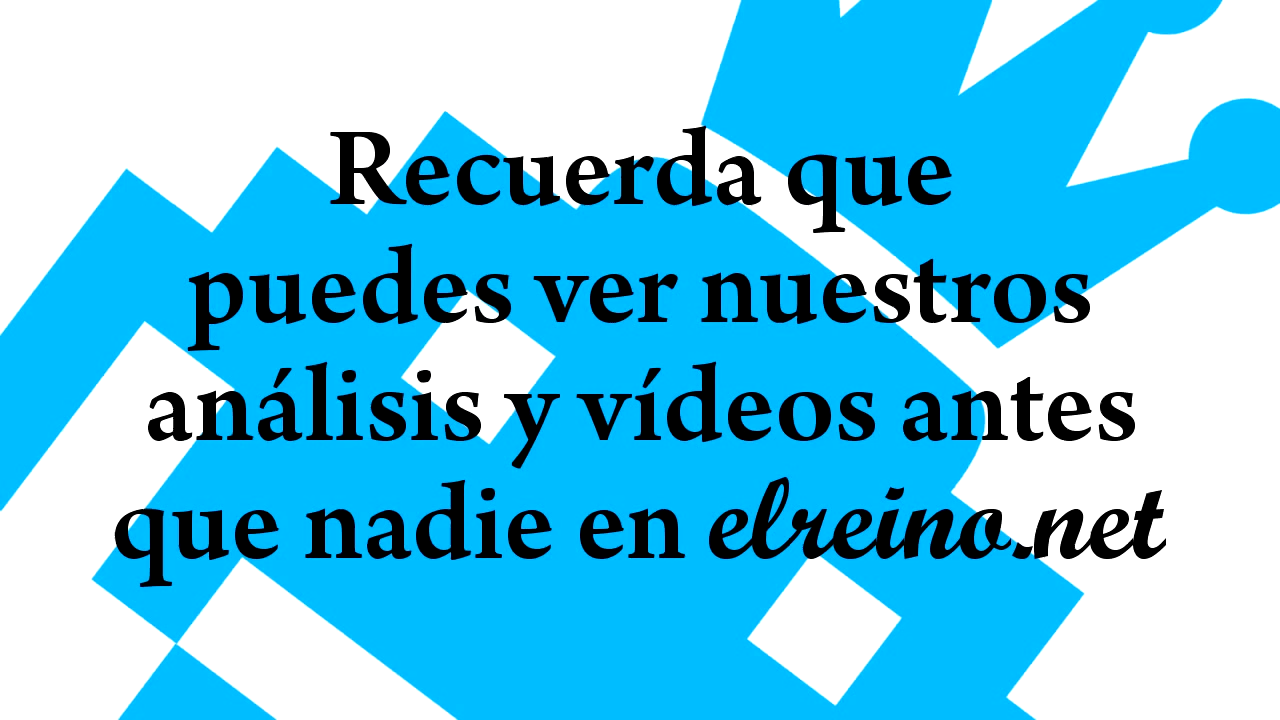 Recuerda que
puedes ver nuestros
análisis y vídeos antes
que nadie en elreino.net